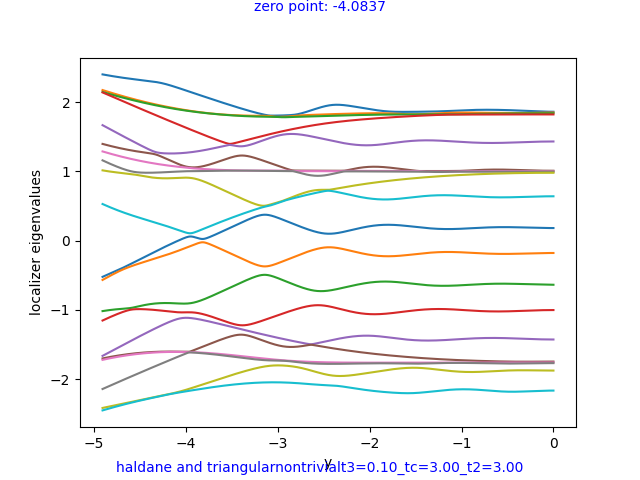 zero point: -4.0837
localizer eigenvalues
2
1
0
−1
−2
−5
−4
−3
−2
−1
0
y
haldane and triangularnontrivialt3=0.10_tc=3.00_t2=3.00